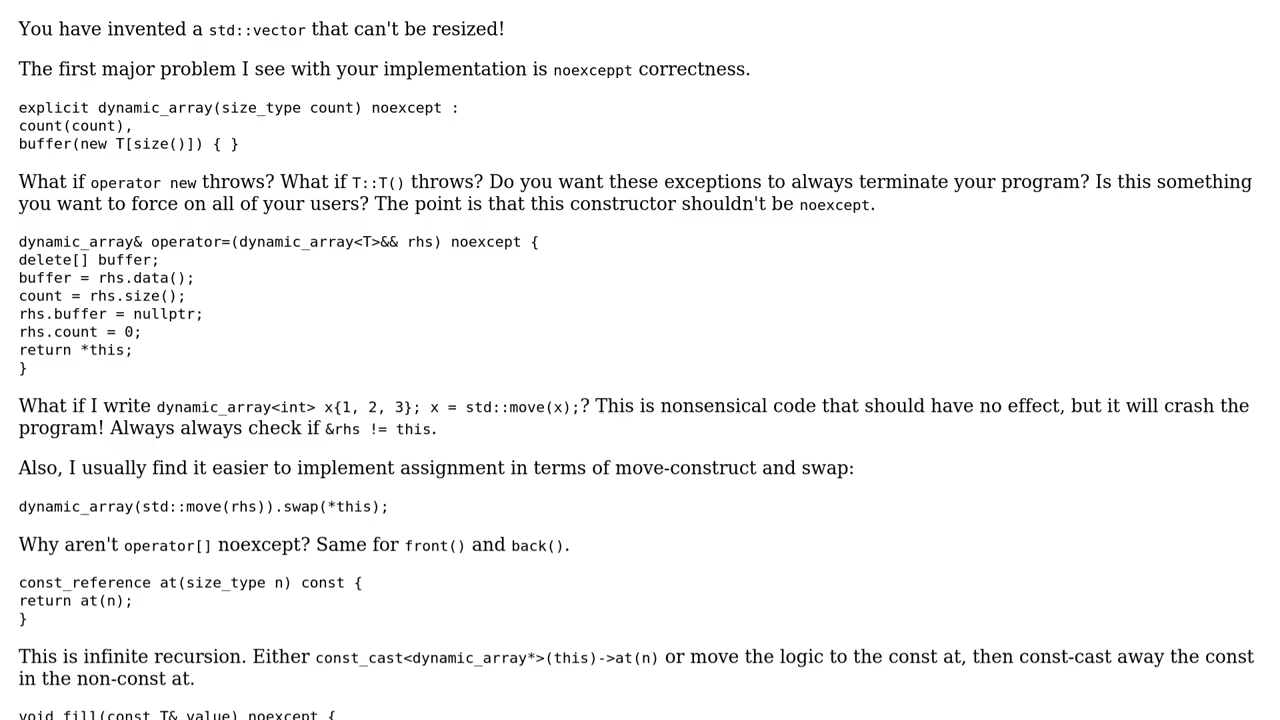 You have invented a std::vector that can't be resized!
The first major problem I see with your implementation is noexceppt correctness.
explicit dynamic_array(size_type count) noexcept :
count(count),
buffer(new T[size()]) { }
What if operator new throws? What if T::T() throws? Do you want these exceptions to always terminate your program? Is this something
you want to force on all of your users? The point is that this constructor shouldn't be noexcept.
dynamic_array& operator=(dynamic_array<T>&& rhs) noexcept {
delete[] buffer;
buffer = rhs.data();
count = rhs.size();
rhs.buffer = nullptr;
rhs.count = 0;
return *this;
}
What if I write dynamic_array<int> x{1, 2, 3}; x = std::move(x);? This is nonsensical code that should have no effect, but it will crash the
program! Always always check if &rhs != this.
Also, I usually find it easier to implement assignment in terms of move-construct and swap:
dynamic_array(std::move(rhs)).swap(*this);
Why aren't operator[] noexcept? Same for front() and back().
const_reference at(size_type n) const {
return at(n);
}
This is infinite recursion. Either const_cast<dynamic_array*>(this)->at(n) or move the logic to the const at, then const-cast away the const
in the non-const at.
void fill(const T& value) noexcept {